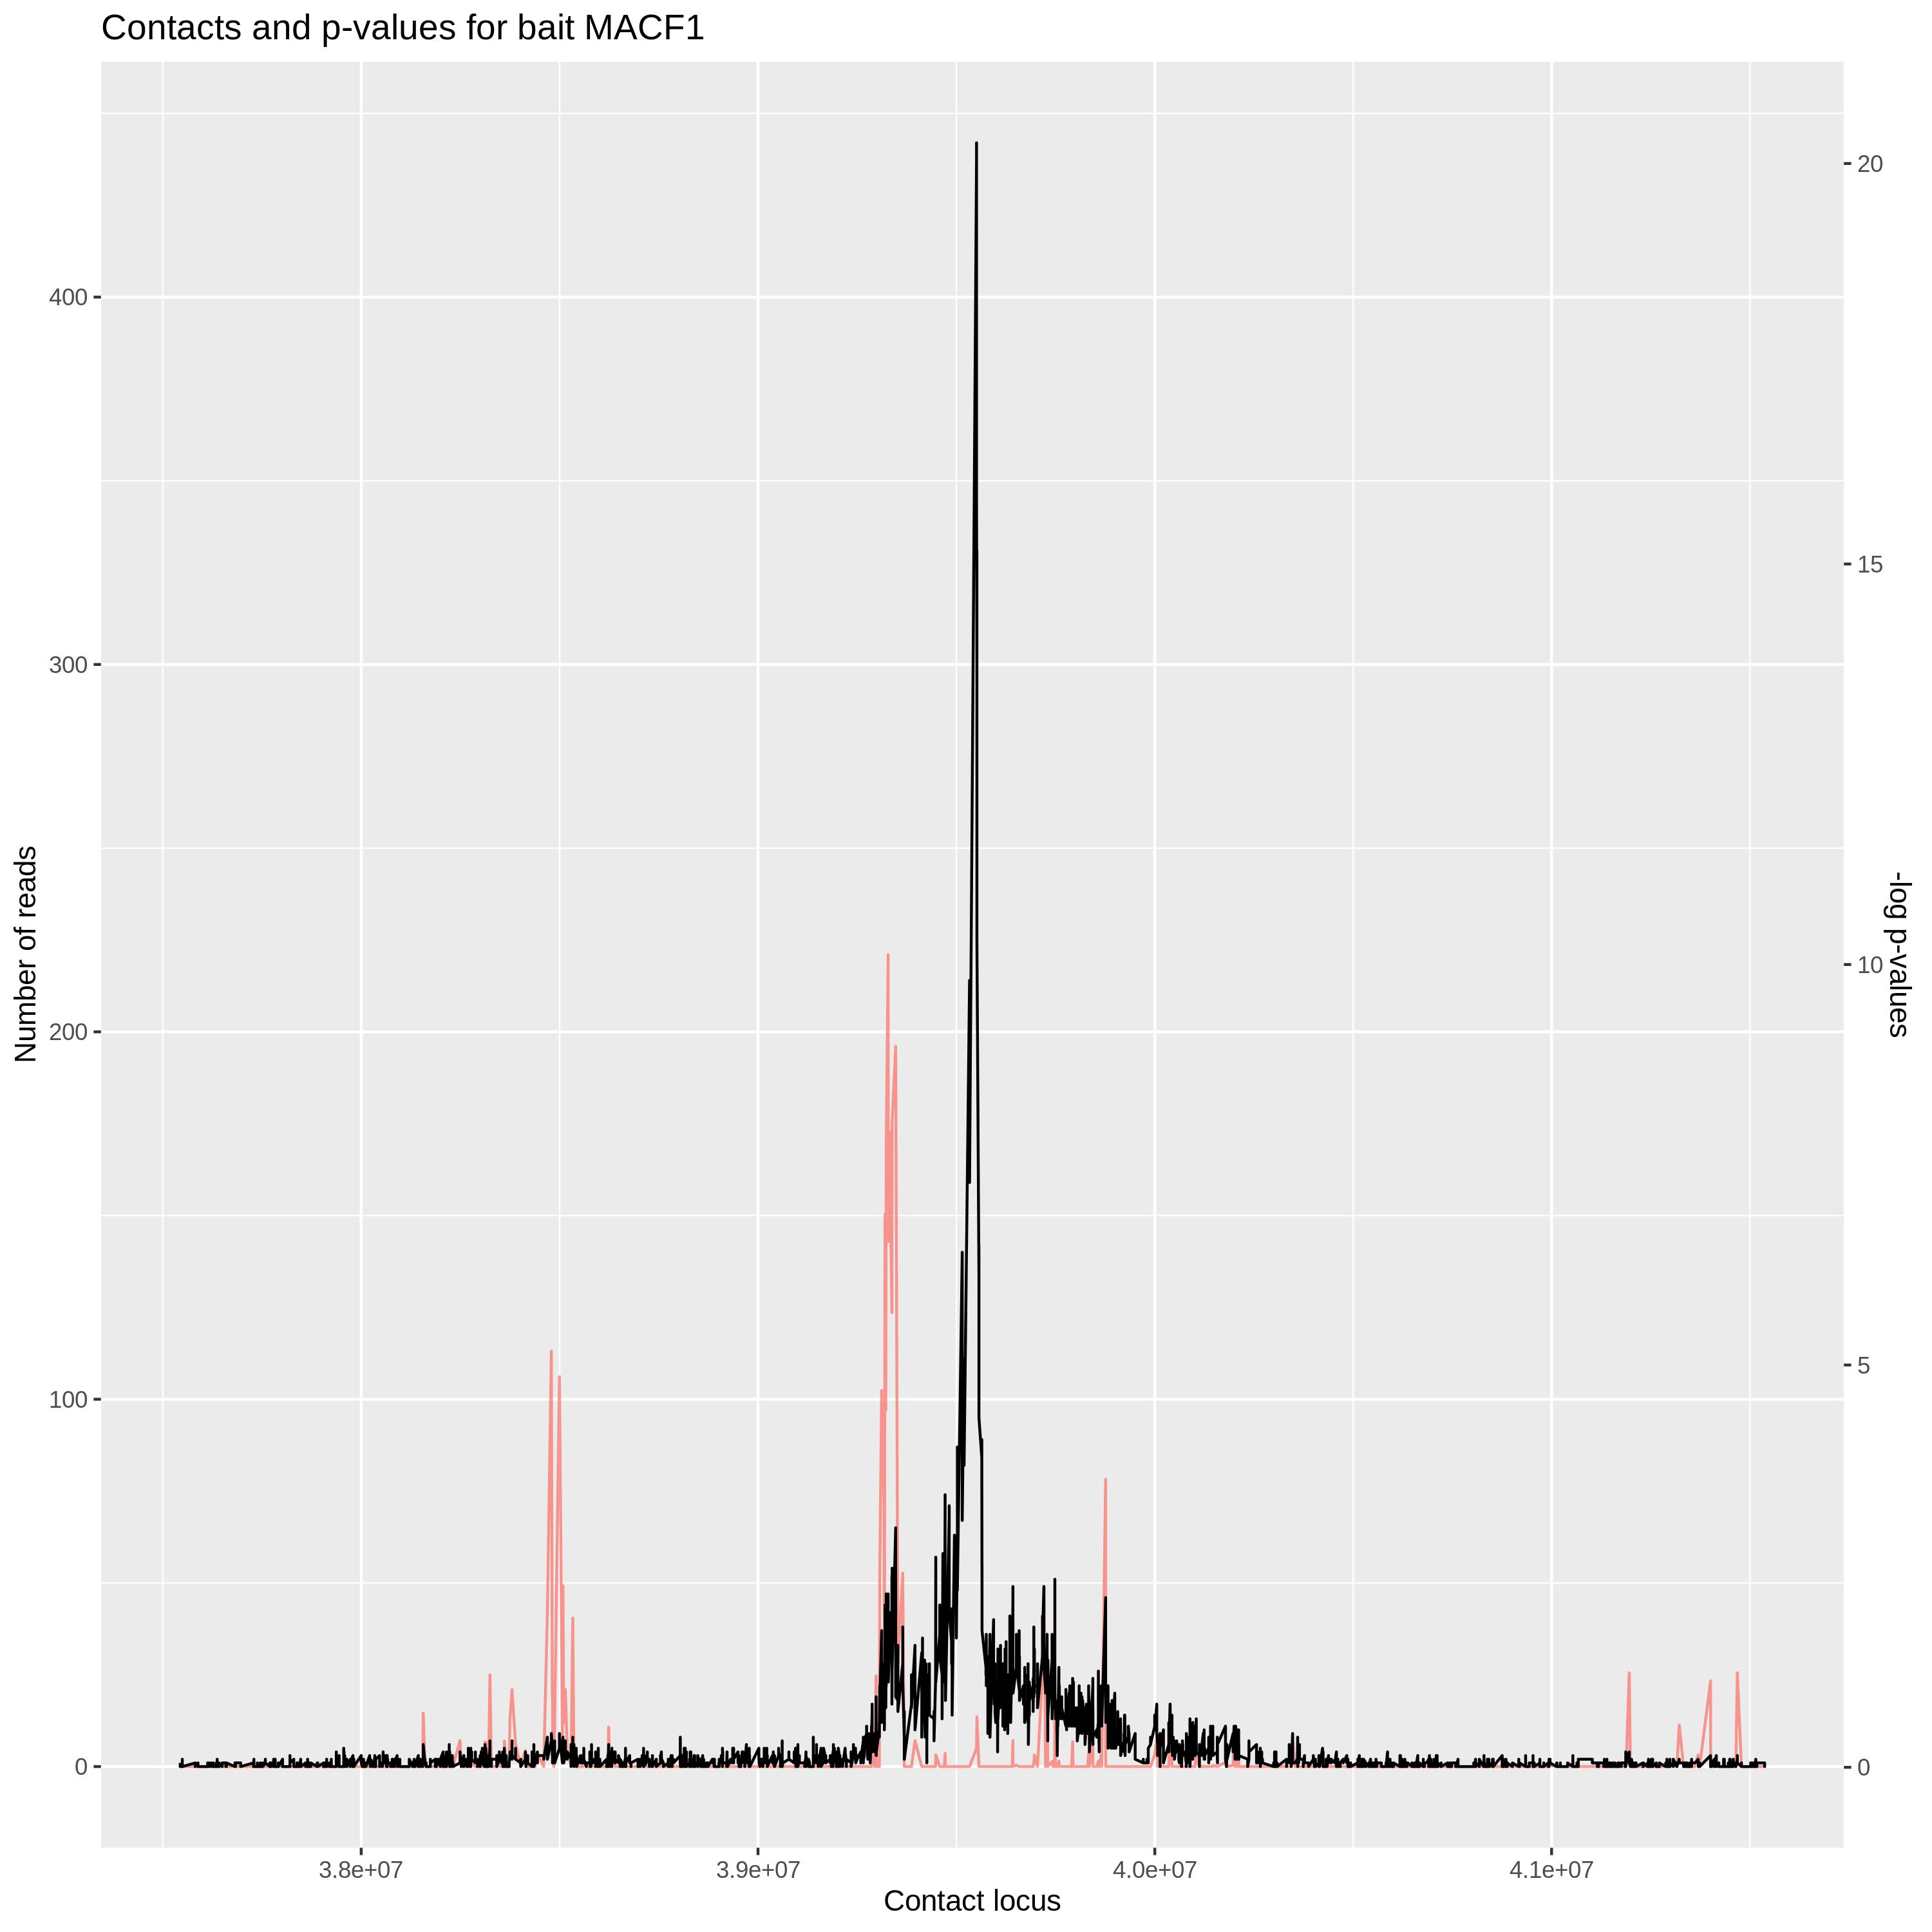 Contacts and p-values for bait MACF1
Number of reads
400
300
200
100
0
20
15
10
5
0
-log p-values
3.8e+07
3.9e+07
4.0e+07
4.1e+07
Contact locus